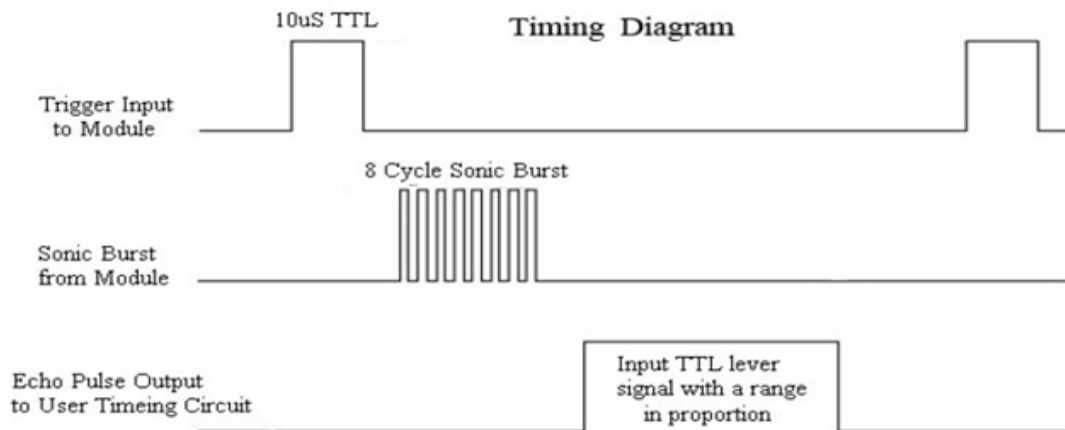 10uS TTL
Timing Diagram
Trigger Input
to Module
8 Cycle Sonic Burst
Sonic Burst
from Module
Echo Pulse Output
to User Timeing Circuit
Input TTL lever
signal with a range
in proportion